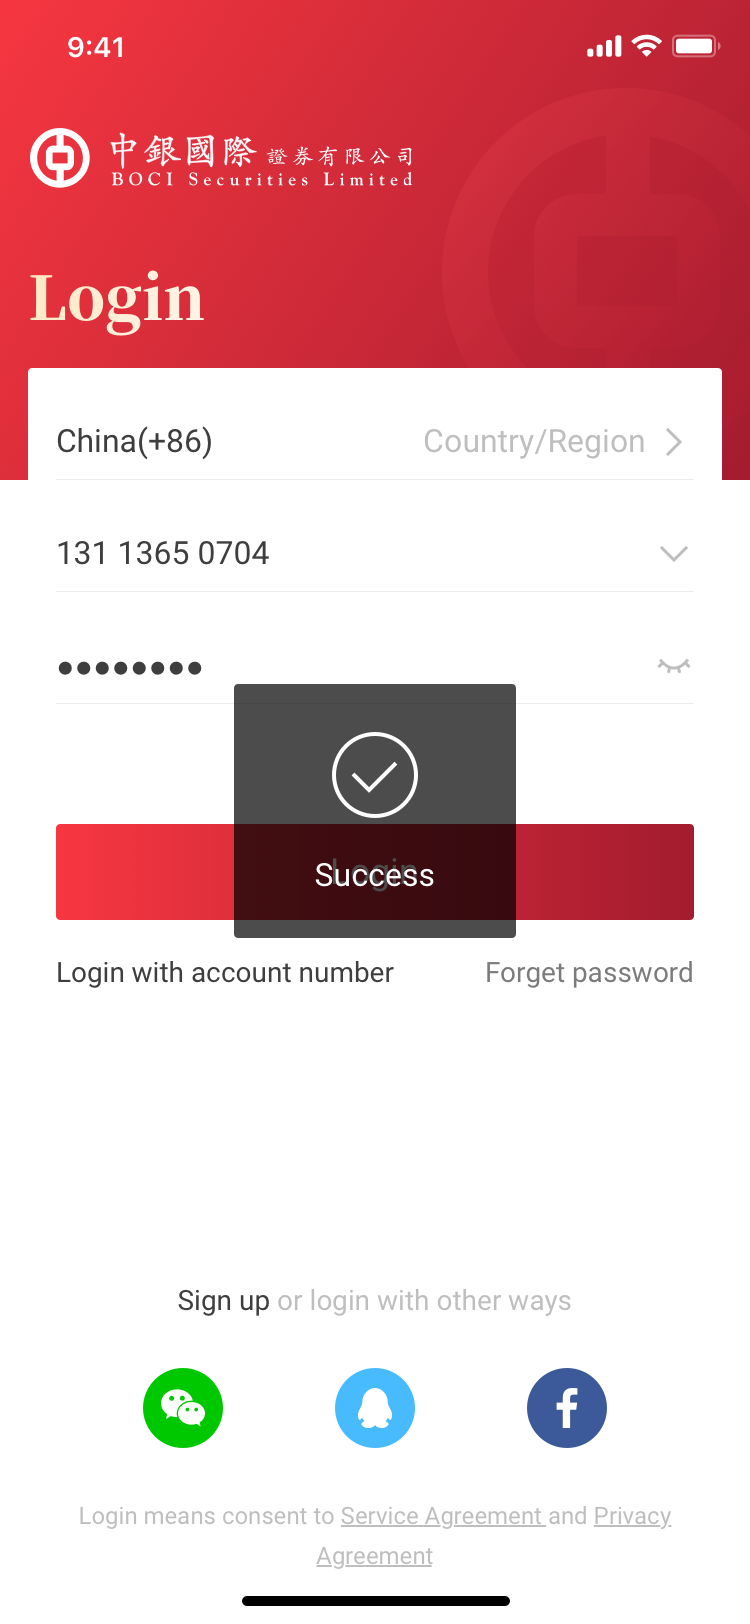 9:41
中銀國際 證券有限公司
BOCI Securities Limited
Login
China(+86) Country/Region
131 1365 0704
••••••••
Login
Success
Login with account number Forget password
Sign up or login with other ways
Login means consent to Service Agreement and Privacy
Agreement